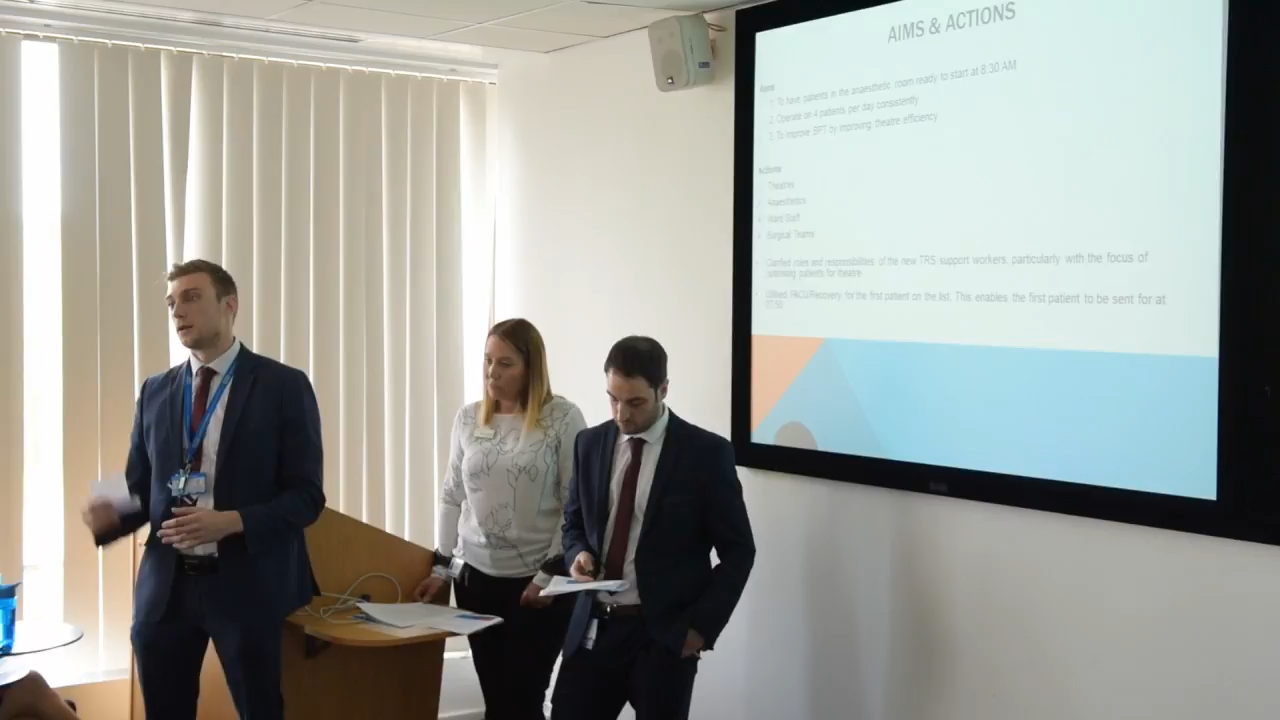 AIMS & ACTIONS
Aims
1. To have patients in the anaesthetic room ready to start at 8:30 AM
2. Operate on 4 patients per day consistently
3. To improve BPT by improving theatre efficiency
Actions
Theatres
Anaesthetics
Ward Staff
Surgical Teams
Clarified roles and responsibilities of the new TRS support workers, particularly with the focus of
optimising patients for theatre
Utilised PACU/Recovery for the first patient on the list. This enables the first patient to be sent for at